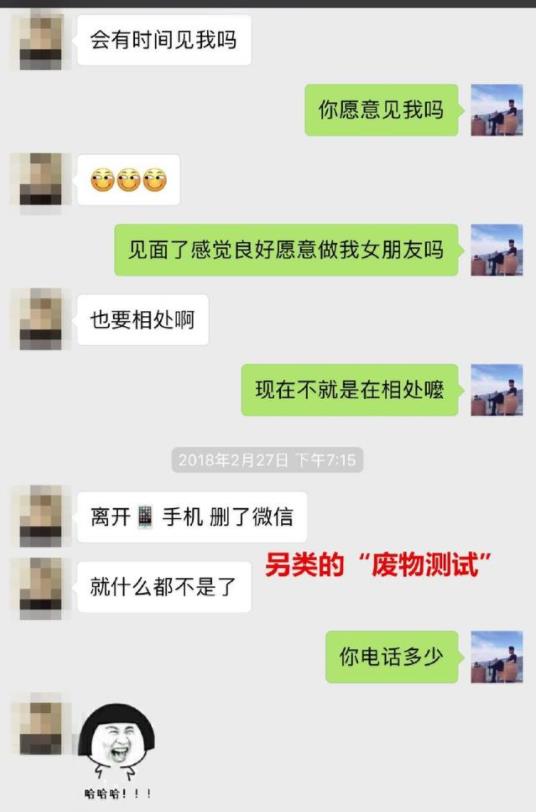 会有时间见我吗
你愿意见我吗
见面了感觉良好愿意做我女朋友吗
也要相处啊
现在不就是在相处嚒
2018年2月27日 下午7:15
离开📱 手机 删了微信
另类的“废物测试”
就什么都不是了
你电话多少
哈哈哈！！！